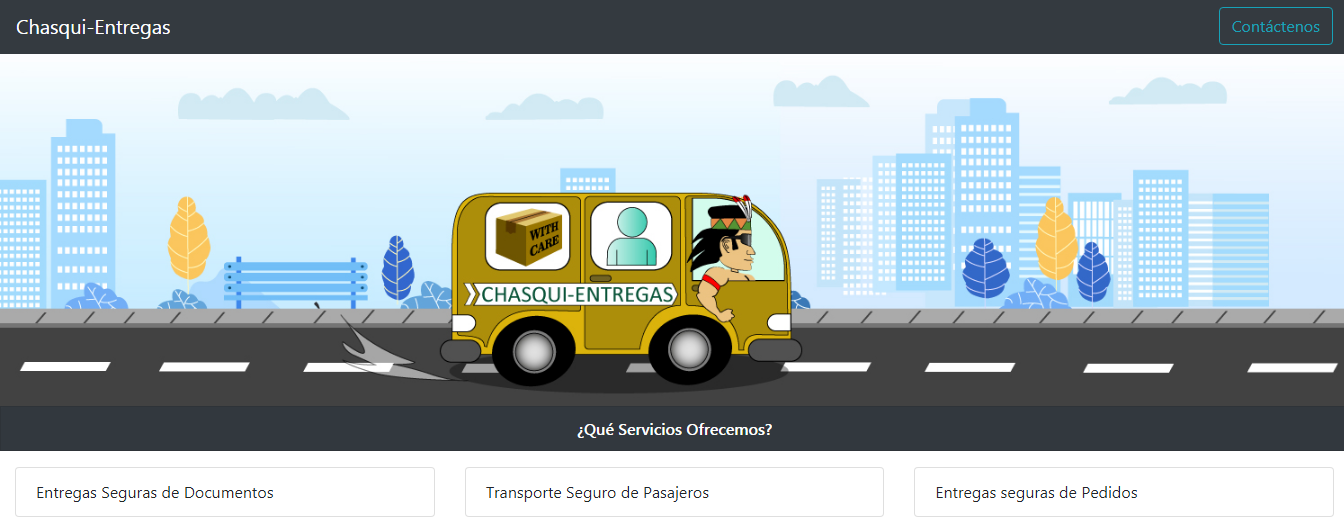 Chasqui-Entregas
Contáctenos
WITH
CARE
CHASQUI-ENTREGAS
¿Qué Servicios Ofrecemos?
Entregas Seguras de Documentos
Transporte Seguro de Pasajeros
Entregas seguras de Pedidos